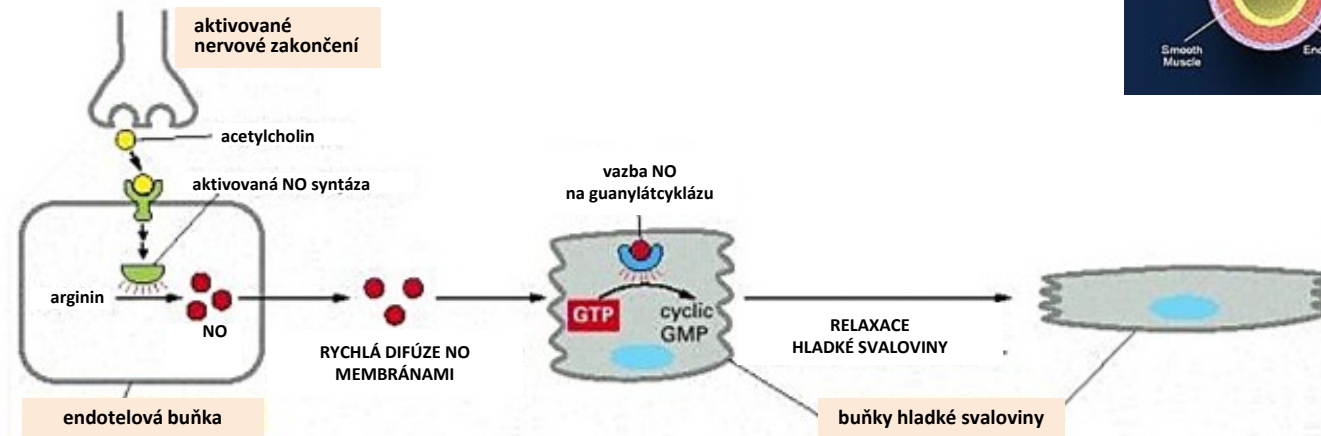 aktivované
nervové zakončení
Smooth
Muscle
acetylcholin
aktivovaná NO syntáza
vazba NO
na guanylátcyklázu
arginin
NO
GTP
cyclic
GMP
RYCHLÁ DIFÚZE NO
MEMBRÁNAMI
RELAXACE
HLADKÉ SVALOVINY
endotelová buňka
buňky hladké svaloviny